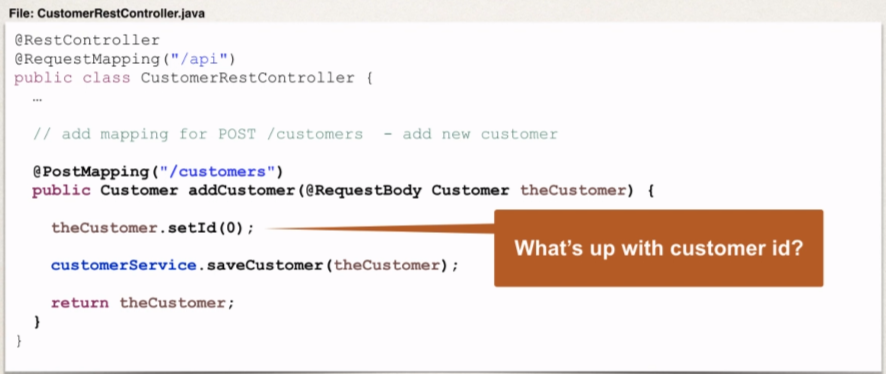 File: CustomerRestController.java
@RestController
@RequestMapping("/api")
public class CustomerRestController {
…
// add mapping for POST /customers - add new customer
@PostMapping("/customers")
public Customer addCustomer(@RequestBody Customer theCustomer) {
theCustomer.setId(0);
What's up with customer id?
customerService.saveCustomer(theCustomer);
return theCustomer;
}
}